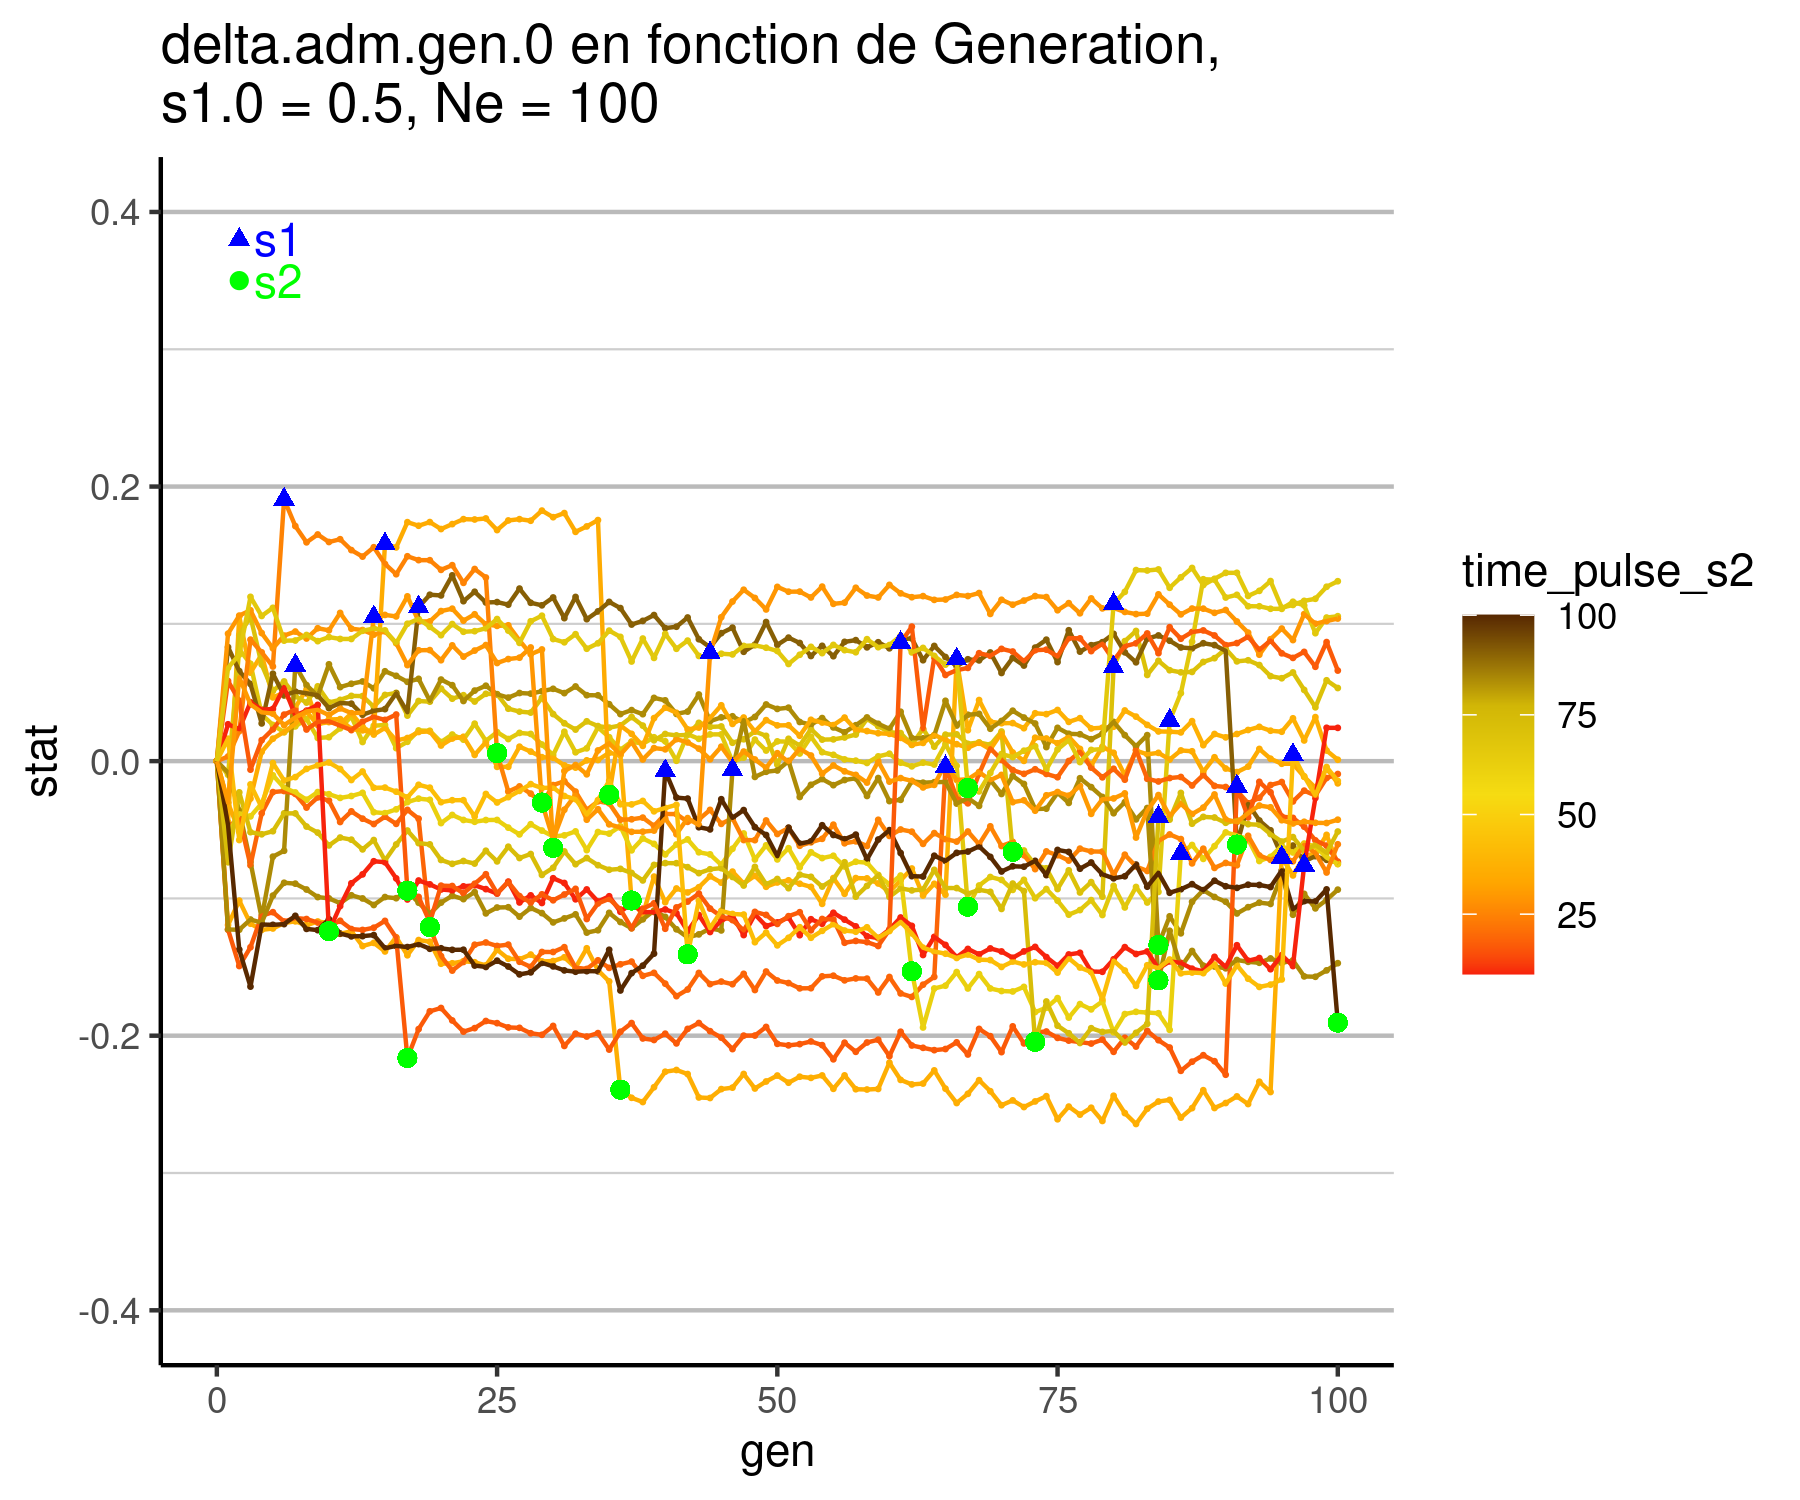 delta.adm.gen.0 en fonction de Generation,
s1.0 = 0.5, Ne = 100
0.4
s1
s2
0.2
0.0
-0.2
-0.4
stat
0
25
50
75
100
gen
time_pulse_s2
100
75
50
25